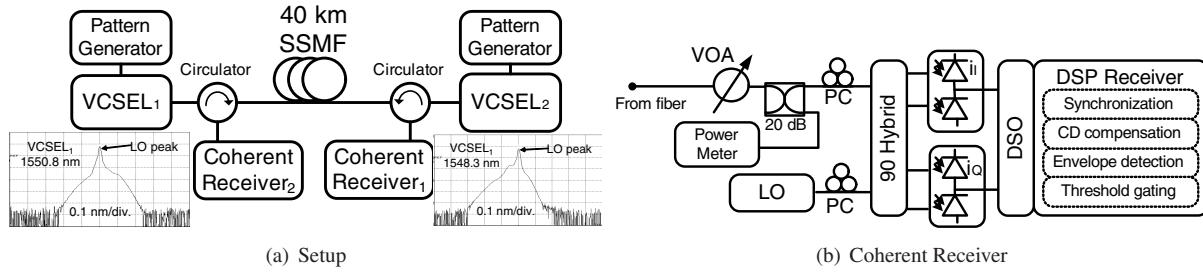 40 km
SSMF
Pattern
Generator
Pattern
Generator
Circulator
Circulator
VCSEL1
VCSEL2
VCSEL1
1550.8 nm
LO peak
0.1 nm/div.
Coherent
Receiver2
Coherent
Receiver1
VCSEL1
1548.3 nm
LO peak
0.1 nm/div.
(a) Setup
VOA
From fiber
20 dB
PC
Power
Meter
LO
PC
90 Hybrid
iI
iQ
DSO
DSP Receiver
Synchronization
CD compensation
Envelope detection
Threshold gating
(b) Coherent Receiver